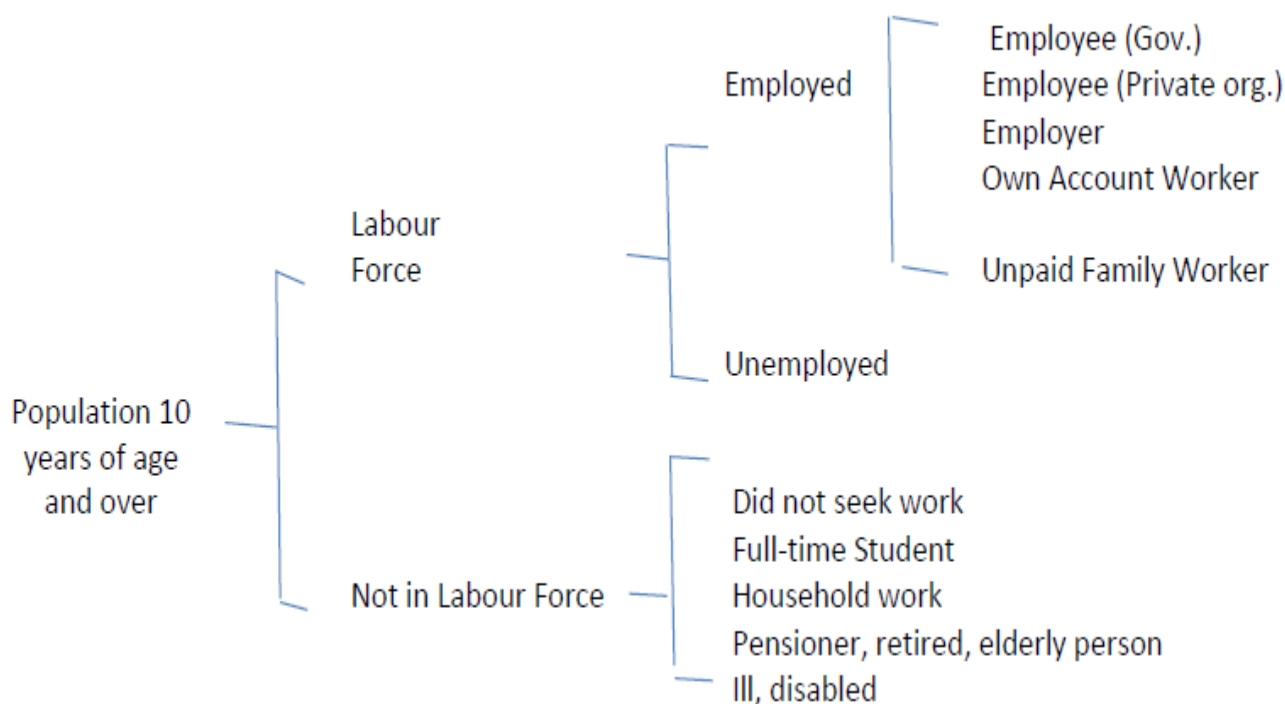 Employee (Gov.)
Employed
Employee (Private org.)
Employer
Own Account Worker
Labour
Force
Unpaid Family Worker
Unemployed
Population 10
years of age
and over
Did not seek work
Full-time Student
Not in Labour Force
Household work
Pensioner, retired, elderly person
Ill, disabled